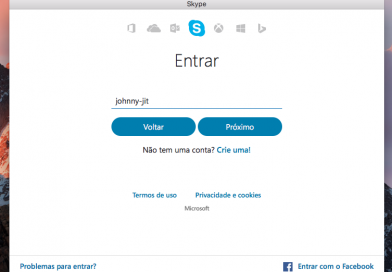 Skype
Entrar
johnny-jit
Voltar Próximo
Não tem uma conta? Crie uma!
Termos de uso Privacidade e cookies
Microsoft
Problemas para entrar? Entrar com o Facebook